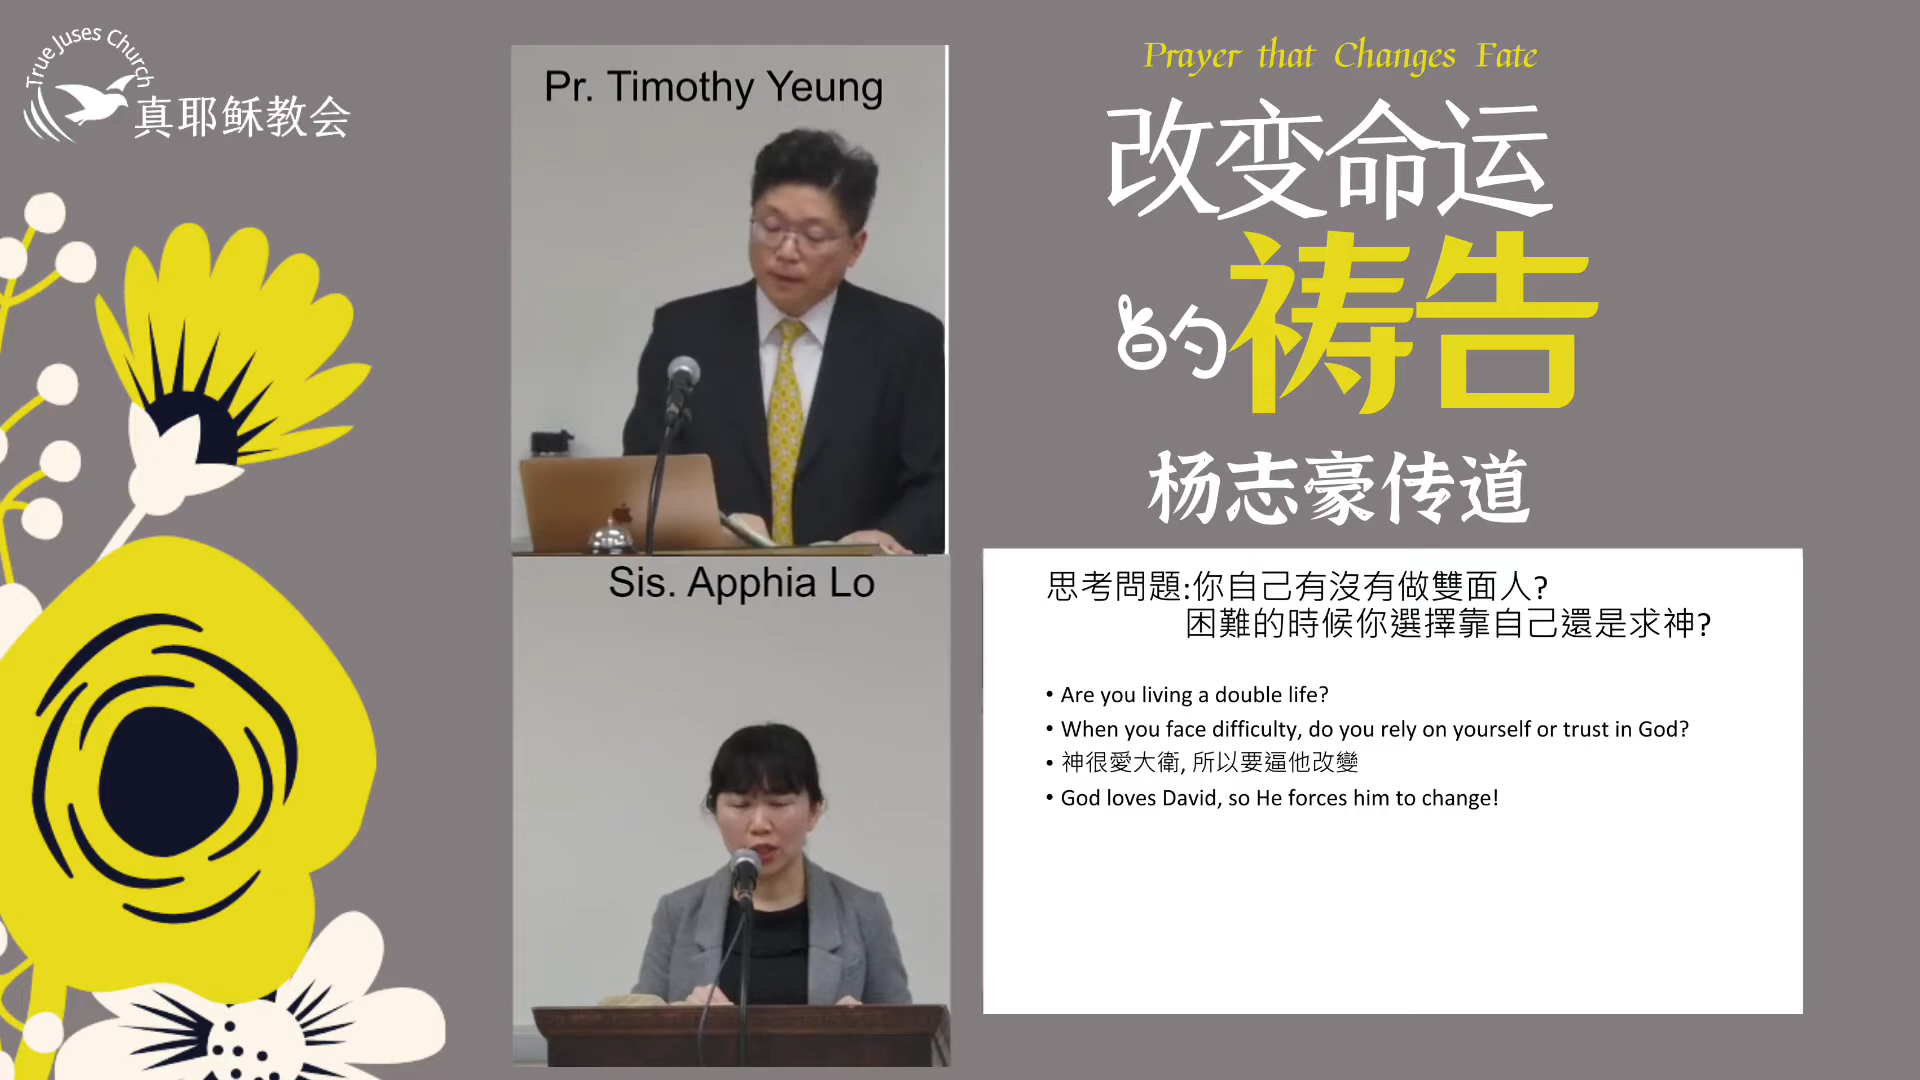 True Juses Church
真耶稣教会
Pr. Timothy Yeung
Sis. Apphia Lo
Prayer that Changes Fate
改变命运
的祷告
杨志豪传道
思考問題:你自己有沒有做雙面人?
困難的時候你選擇靠自己還是求神?
• Are you living a double life?
• When you face difficulty, do you rely on yourself or trust in God?
• 神很愛大衛, 所以要逼他改變
• God loves David, so He forces him to change!